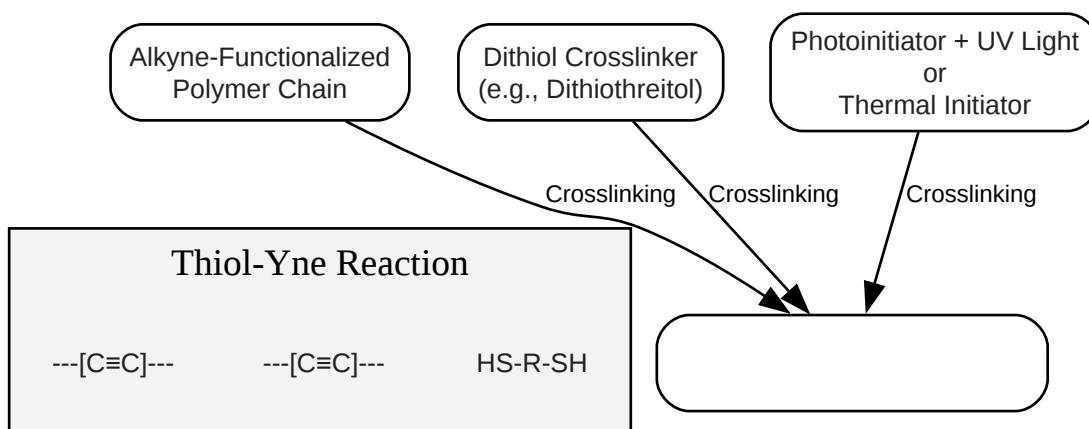 Alkyne-Functionalized
Polymer Chain
Dithiol Crosslinker
(e.g., Dithiothreitol)
Photoinitiator + UV Light
or
Thermal Initiator
Crosslinking
Crosslinking
Crosslinking
Thiol-Yne Reaction
---[C≡C]---
---[C≡C]---
HS-R-SH